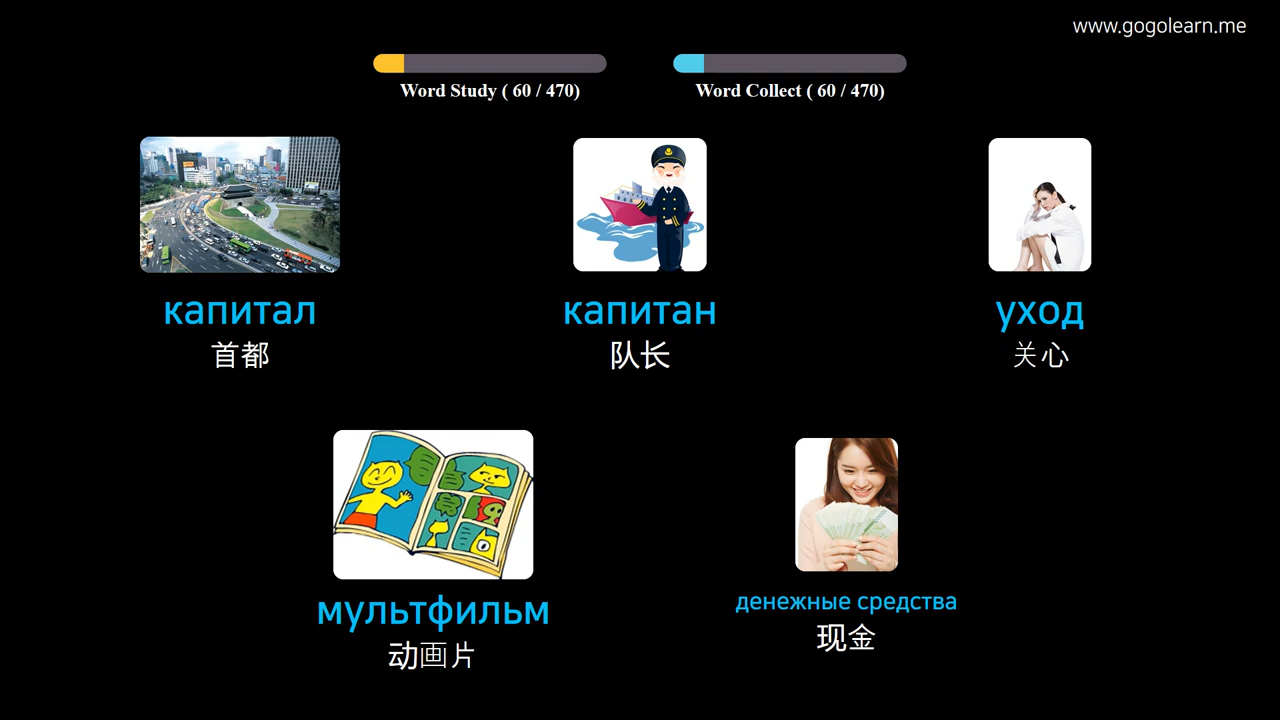 www.gogolearn.me
Word Study ( 60 / 470)
Word Collect ( 60 / 470)
капитал
首都
капитан
队长
уход
关心
мультфильм
动画片
денежные средства
现金